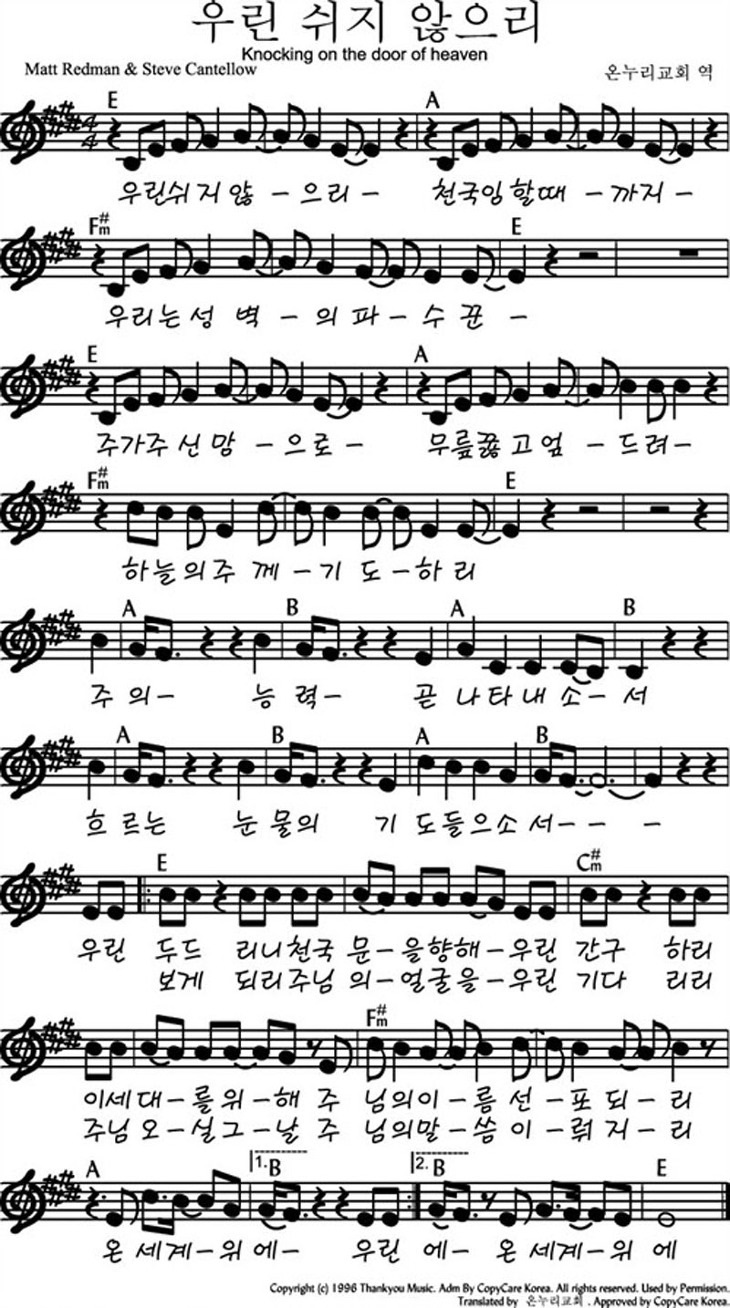 우린 쉬지 않으리
Knocking on the door of heaven
Matt Redman & Steve Cantellow 온누리교회 역
E A
4/4
우린쉬지않 - 으리 - 천국임할때 - 까지 -
F#m E
우리는성 벽 - 의 파 - 수 꾼 -
E A
주가주신망 - 으로 - 무릎꿇고엎 - 드려 -
F#m E
하늘의주 께 - 기 도 - 하 리
A B A B
주 의 - 능 력 - 곧 나 타 내 소 - 서
A B A B
흐 르는 눈 물의 기 도들으소 서 - - -
E C#m
우린 두드 리니천국 문 - 을향해 - 우린 간구 하리
보게 되리주님 의 - 얼굴을 - 우린 기다 리리
F#m
이세대 - 를위 - 해 주 님의이 - 름 선 - 포 되 - 리
주님 오 - 실그 - 날 주 님의말 - 씀 이 - 뤄 지 - 리
A 1. B 2. B E
온 세계 - 위 에 - 우린 에 - 온 세계 - 위 에
Copyright (c) 1996 Thankyou Music. Adm By CopyCare Korea. All rights reserved. Used by Permission.
Translated by 온누리교회 . Approved by CopyCare Korea.